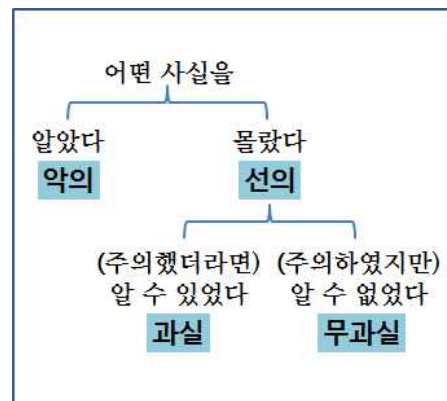 어떤 사실을
알았다 몰랐다
악의 선의
(주의했더라면) (주의하였지만)
알 수 있었다 알 수 없었다
과실 무과실